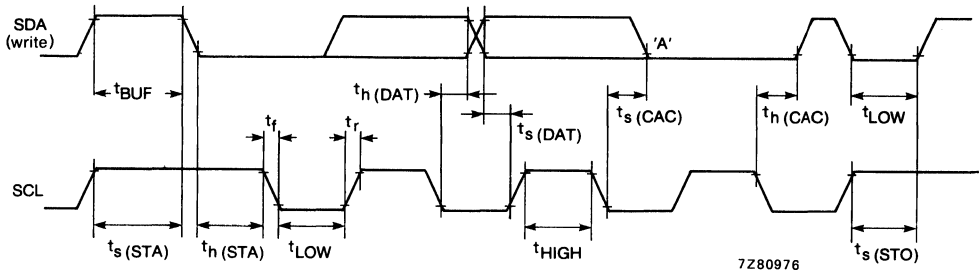 SDA
(write)
'A'
tBUF
th (DAT)
ts (DAT)
ts (CAC)
th (CAC)
tLOW
tf
tr
SCL
ts (STA)
th (STA)
tLOW
tHIGH
ts (STO)
7Z80976